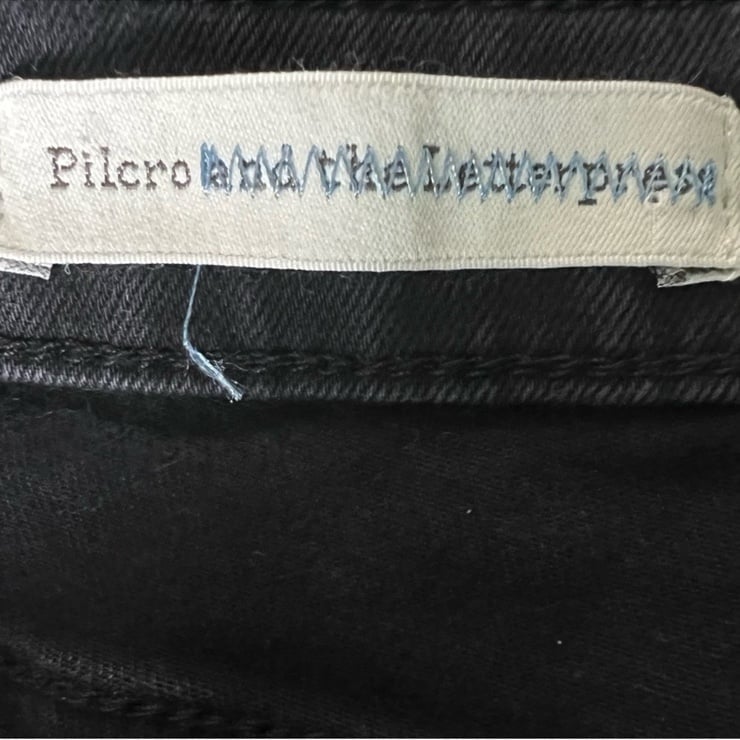 Pilcro and the Letterpress